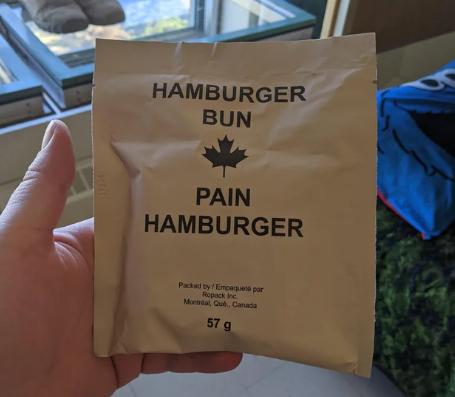 HAMBURGER
BUN
PAIN
HAMBURGER
Packed by / Empaqueté par
Ropack Inc.
Montréal, Qué., Canada
57 g